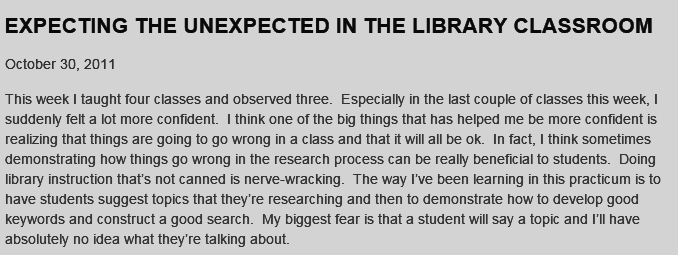 EXPECTING THE UNEXPECTED IN THE LIBRARY CLASSROOM
October 30, 2011
This week I taught four classes and observed three.  Especially in the last couple of classes this week, I
suddenly felt a lot more confident.  I think one of the big things that has helped me be more confident is
realizing that things are going to go wrong in a class and that it will all be ok.  In fact, I think sometimes
demonstrating how things go wrong in the research process can be really beneficial to students.  Doing
library instruction that's not canned is nerve-wracking.  The way I've been learning in this practicum is to
have students suggest topics that they're researching and then to demonstrate how to develop good
keywords and construct a good search.  My biggest fear is that a student will say a topic and I'll have
absolutely no idea what they're talking about.